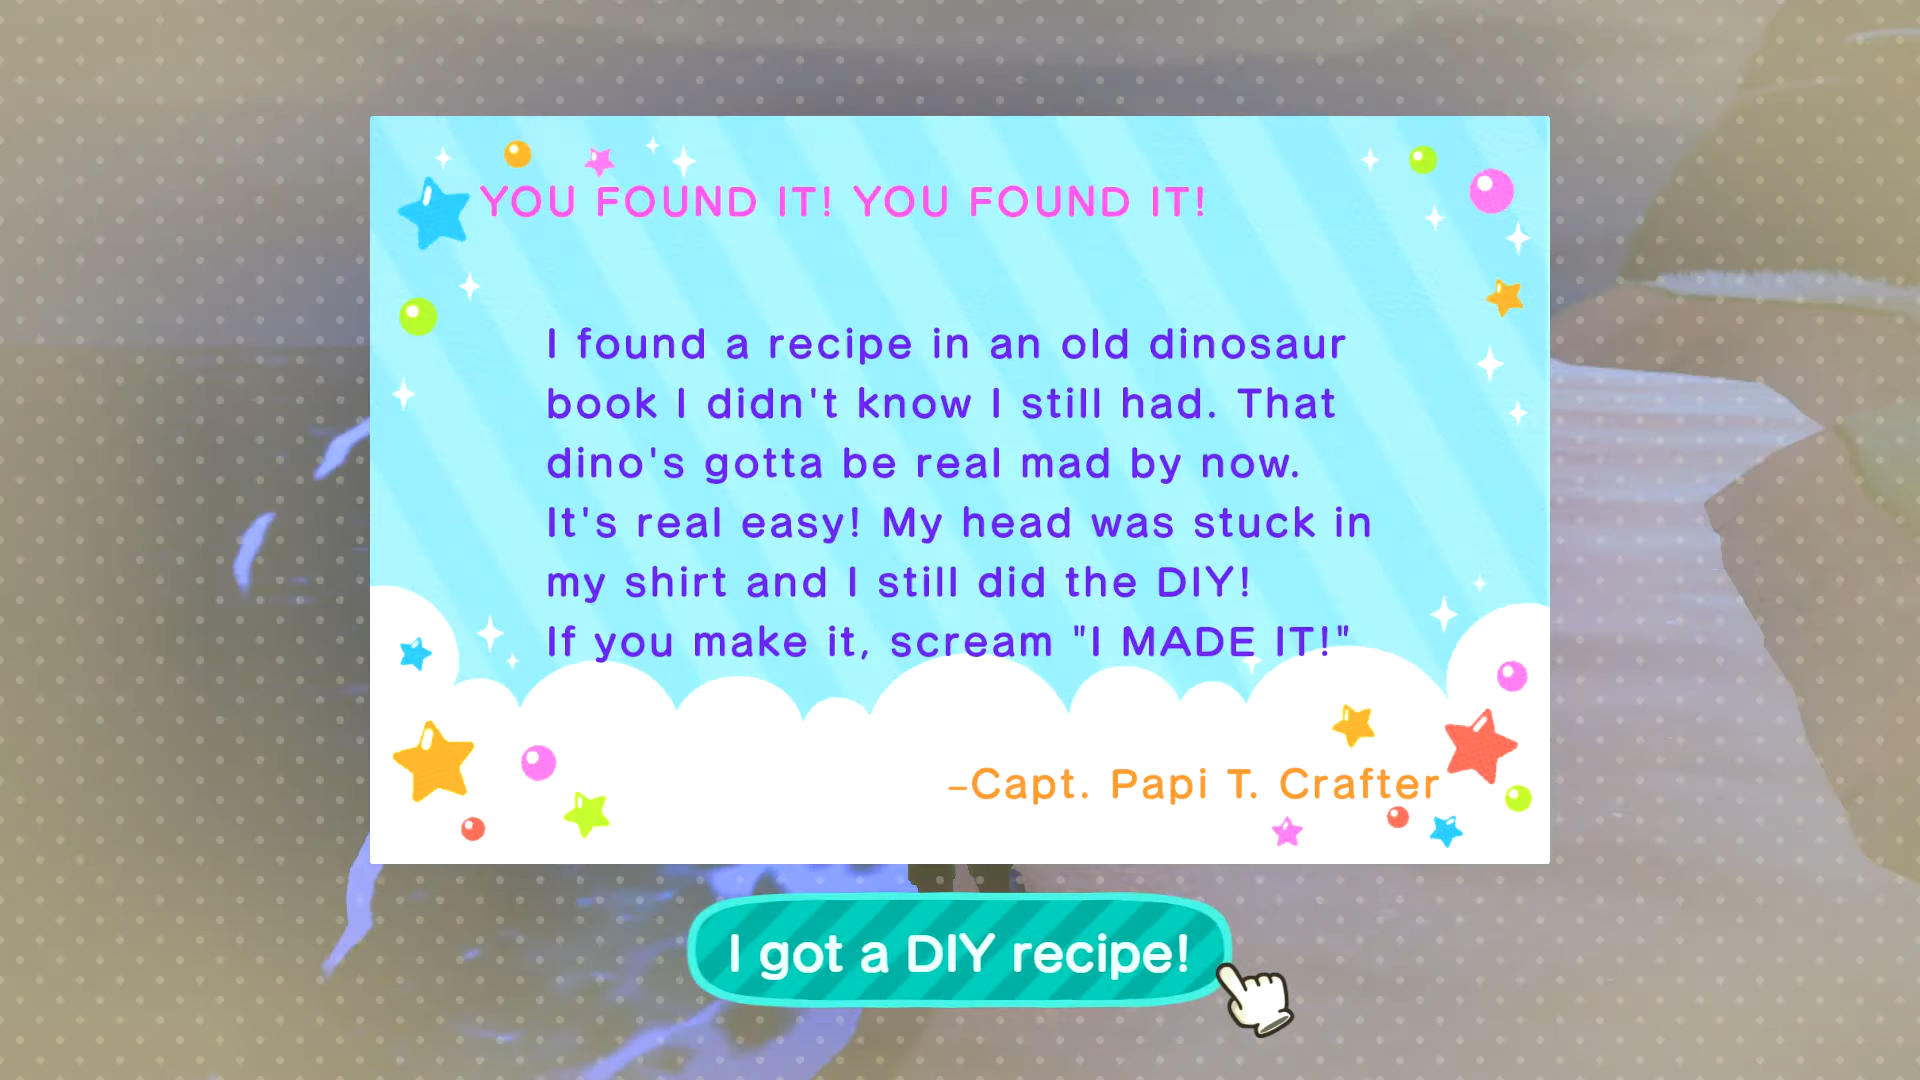 YOU FOUND IT! YOU FOUND IT!
I found a recipe in an old dinosaur
book I didn't know I still had. That
dino's gotta be real mad by now.
It's real easy! My head was stuck in
my shirt and I still did the DIY!
If you make it, scream "I MADE IT!"
–Capt. Papi T. Crafter
I got a DIY recipe!